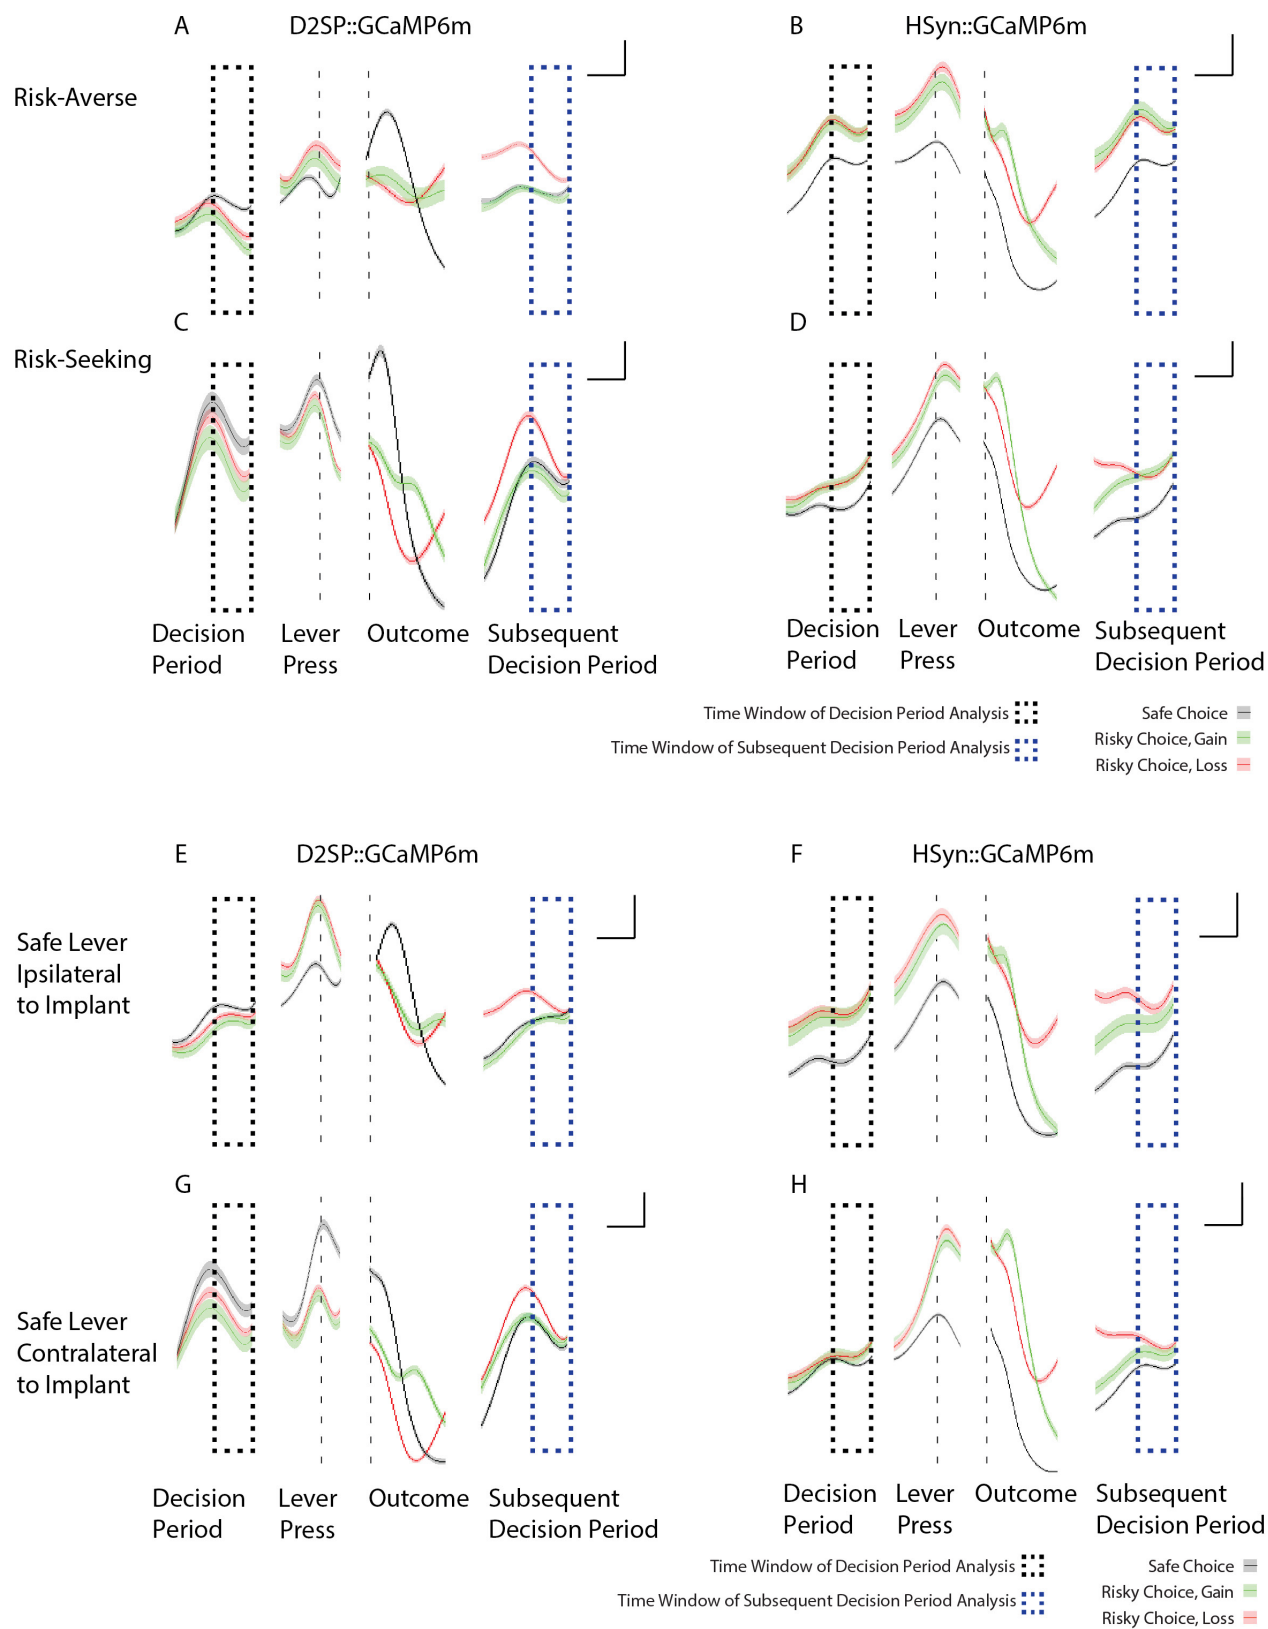 A
D2SP::GCaMP6m
B
HSyn::GCaMP6m
Risk-Averse
C
D
Risk-Seeking
Decision
Period
Lever
Press
Outcome
Subsequent
Decision Period
Decision
Period
Lever
Press
Outcome
Subsequent
Decision Period
Time Window of Decision Period Analysis
Time Window of Subsequent Decision Period Analysis
Safe Choice
Risky Choice, Gain
Risky Choice, Loss
E
D2SP::GCaMP6m
F
HSyn::GCaMP6m
Safe Lever
Ipsilateral
to Implant
G
H
Safe Lever
Contralateral
to Implant
Decision
Period
Lever
Press
Outcome
Subsequent
Decision Period
Decision
Period
Lever
Press
Outcome
Subsequent
Decision Period
Time Window of Decision Period Analysis
Time Window of Subsequent Decision Period Analysis
Safe Choice
Risky Choice, Gain
Risky Choice, Loss